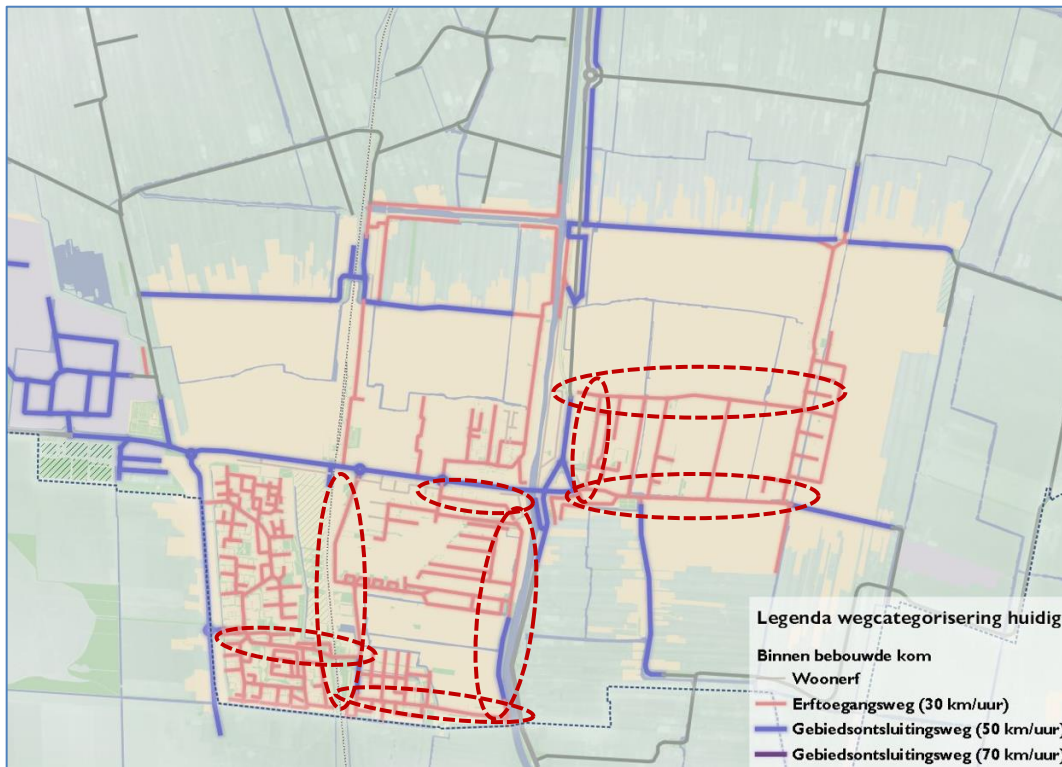 Legenda wegcategorisering huidig
Binnen bebouwde kom
Woonerf
Erftoegangsweg (30 km/uur)
Gebiedsontsluitingsweg (50 km/uur)
Gebiedsontsluitingsweg (70 km/uur)